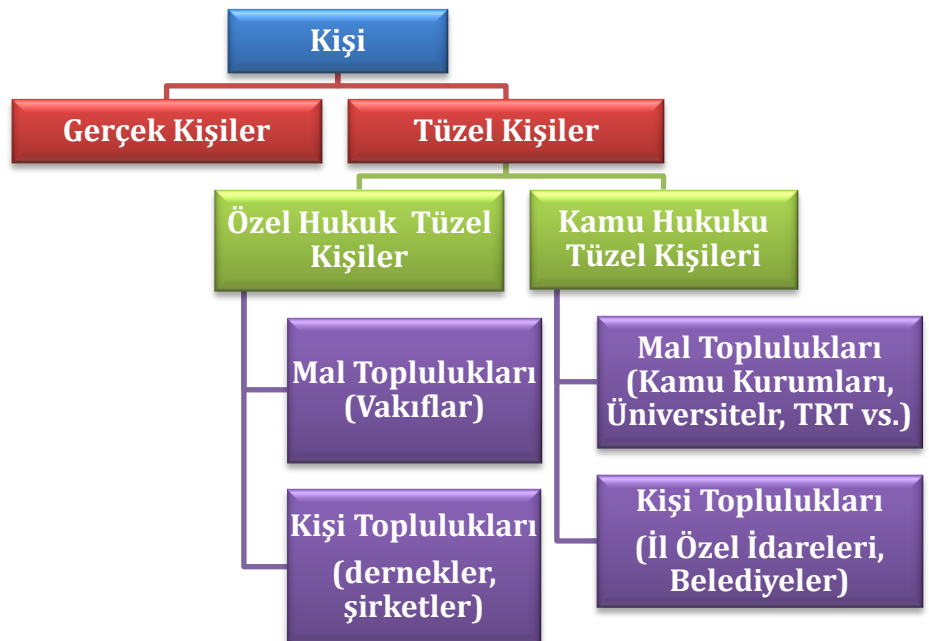 Kişi
Gerçek Kişiler
Tüzel Kişiler
Özel Hukuk Tüzel
Kişiler
Kamu Hukuku
Tüzel Kişileri
Mal Toplulukları
(Vakıflar)
Kişi Toplulukları
(dernekler,
şirketler)
Mal Toplulukları
(Kamu Kurumları,
Üniversitelr, TRT vs.)
Kişi Toplulukları
(İl Özel İdareleri,
Belediyeler)